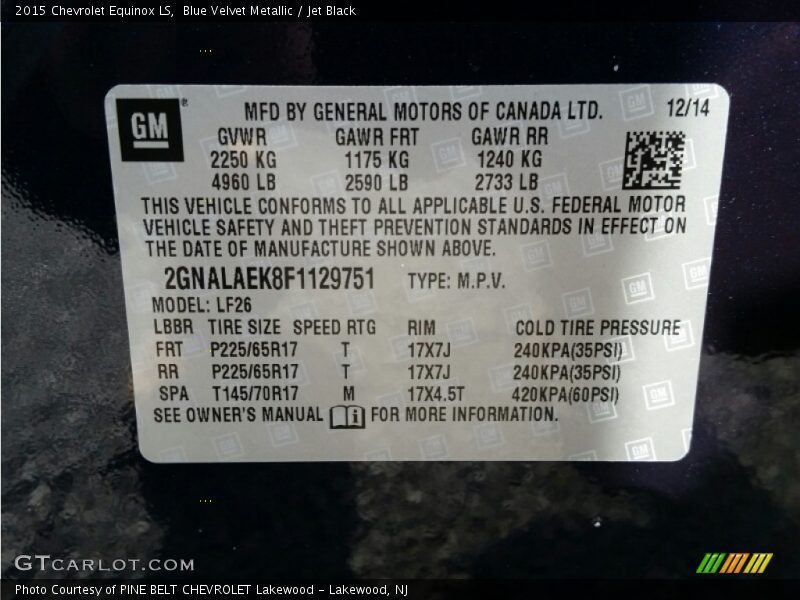 2015 Chevrolet Equinox LS,  Blue Velvet Metallic / Jet Black
GM® MFD BY GENERAL MOTORS OF CANADA LTD. 12/14
GVWR GAWR FRT GAWR RR
2250 KG 1175 KG 1240 KG
4960 LB 2590 LB 2733 LB
THIS VEHICLE CONFORMS TO ALL APPLICABLE U.S. FEDERAL MOTOR
VEHICLE SAFETY AND THEFT PREVENTION STANDARDS IN EFFECT ON
THE DATE OF MANUFACTURE SHOWN ABOVE.
2GNALAEK8F1129751 TYPE: M.P.V.
MODEL: LF26
LBBR TIRE SIZE SPEED RTG RIM COLD TIRE PRESSURE
FRT P225/65R17 T 17X7J 240KPA(35PSI)
RR P225/65R17 T 17X7J 240KPA(35PSI)
SPA T145/70R17 M 17X4.5T 420KPA(60PSI)
SEE OWNER'S MANUAL i FOR MORE INFORMATION.
GTCARLOT.COM
Photo Courtesy of PINE BELT CHEVROLET Lakewood - Lakewood, NJ